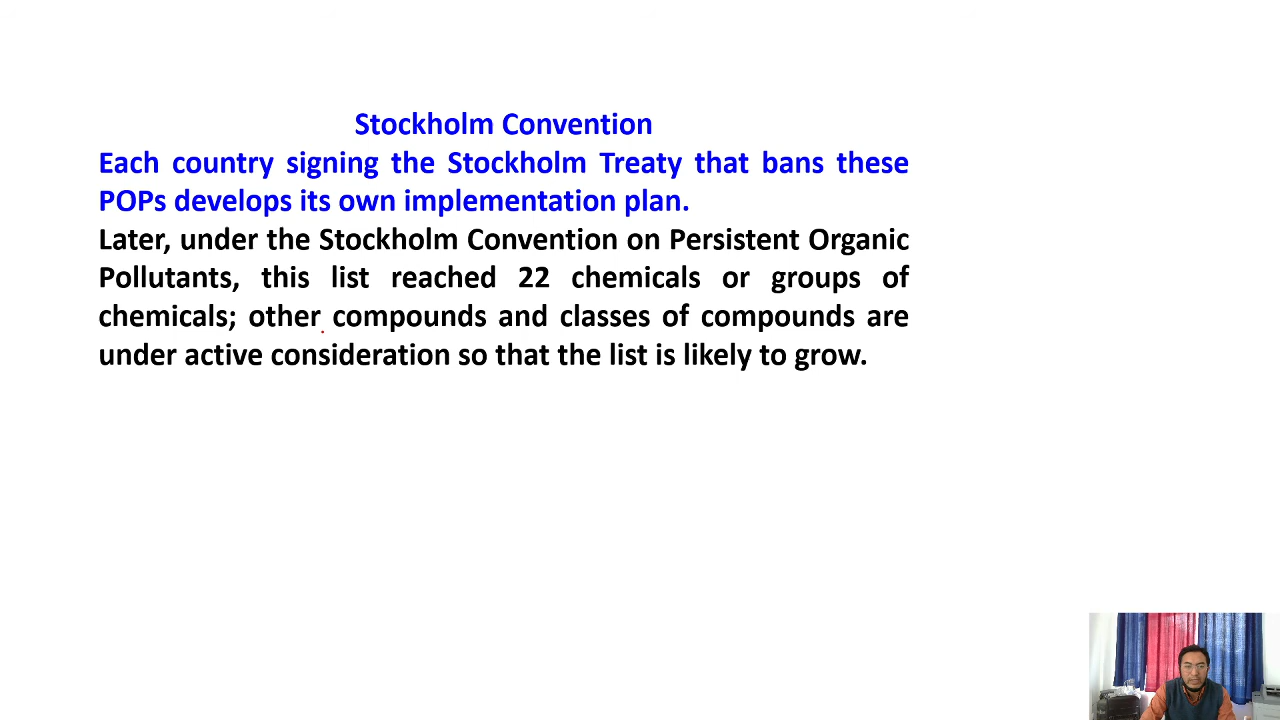 Stockholm Convention
Each country signing the Stockholm Treaty that bans these
POPs develops its own implementation plan.
Later, under the Stockholm Convention on Persistent Organic
Pollutants, this list reached 22 chemicals or groups of
chemicals; other compounds and classes of compounds are
under active consideration so that the list is likely to grow.